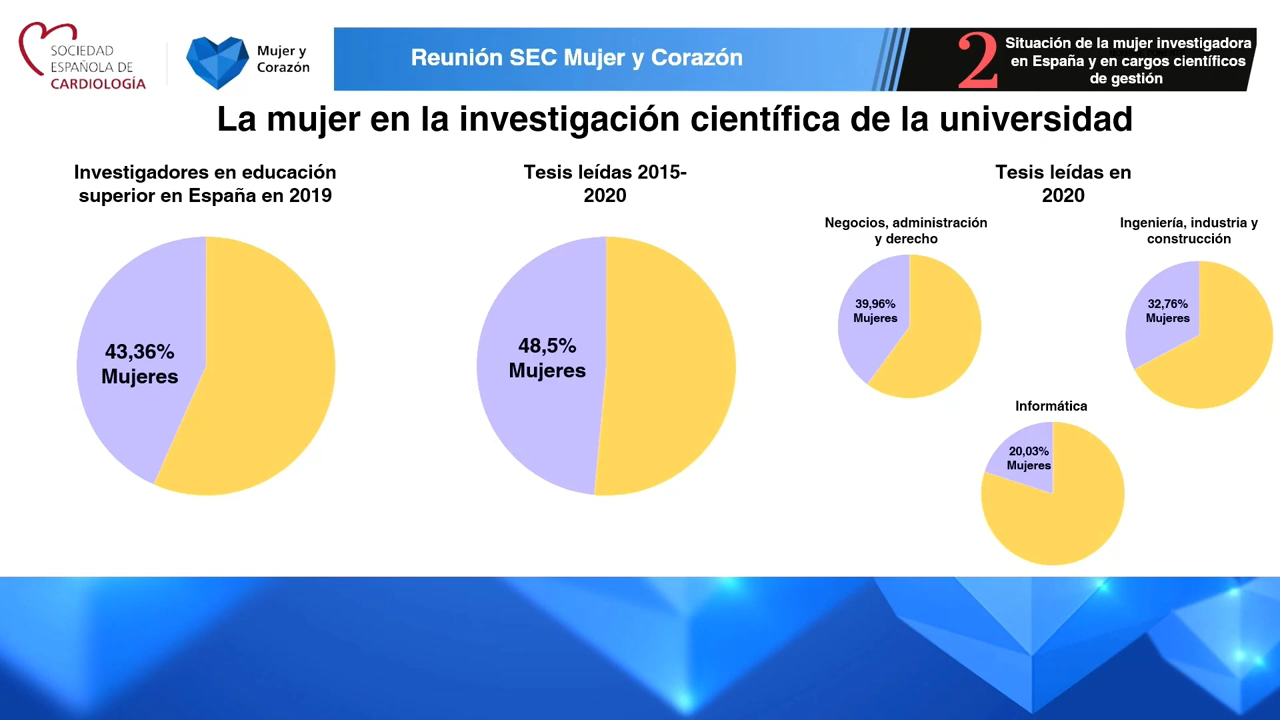 SOCIEDAD
ESPAÑOLA DE
CARDIOLOGÍA
Mujer y
Corazón
Reunión SEC Mujer y Corazón
2
Situación de la mujer investigadora
en España y en cargos científicos
de gestión
La mujer en la investigación científica de la universidad
Investigadores en educación
superior en España en 2019
43,36%
Mujeres
Tesis leídas 2015-
2020
48,5%
Mujeres
Tesis leídas en
2020
Negocios, administración
y derecho
39,96%
Mujeres
Ingeniería, industria y
construcción
32,76%
Mujeres
Informática
20,03%
Mujeres